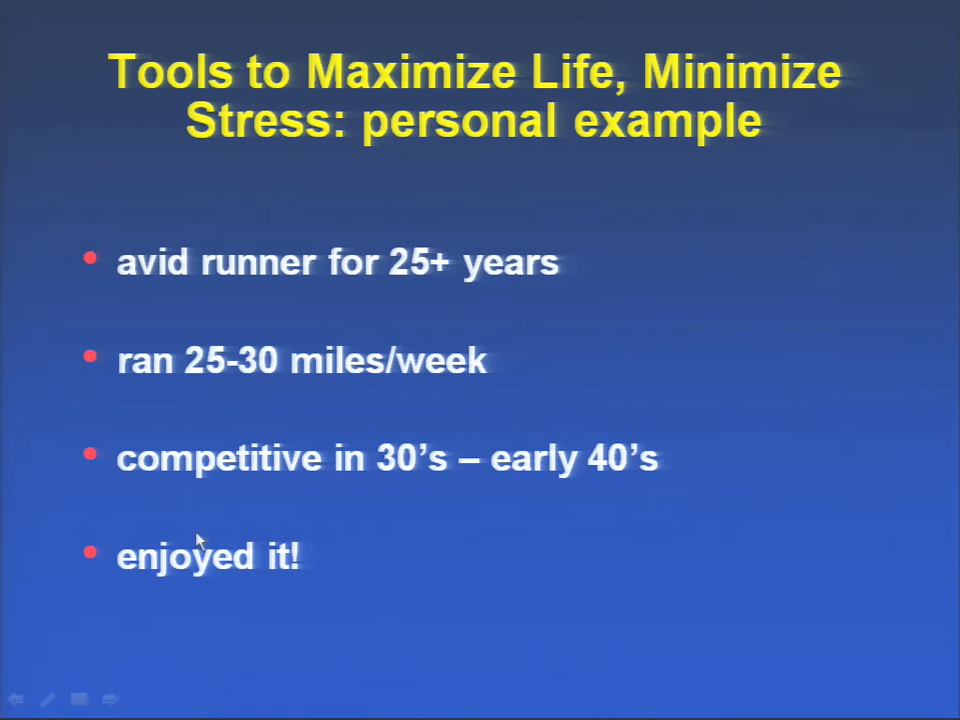 Tools to Maximize Life, Minimize
Stress: personal example
• avid runner for 25+ years
• ran 25-30 miles/week
• competitive in 30’s – early 40’s
• enjoyed it!